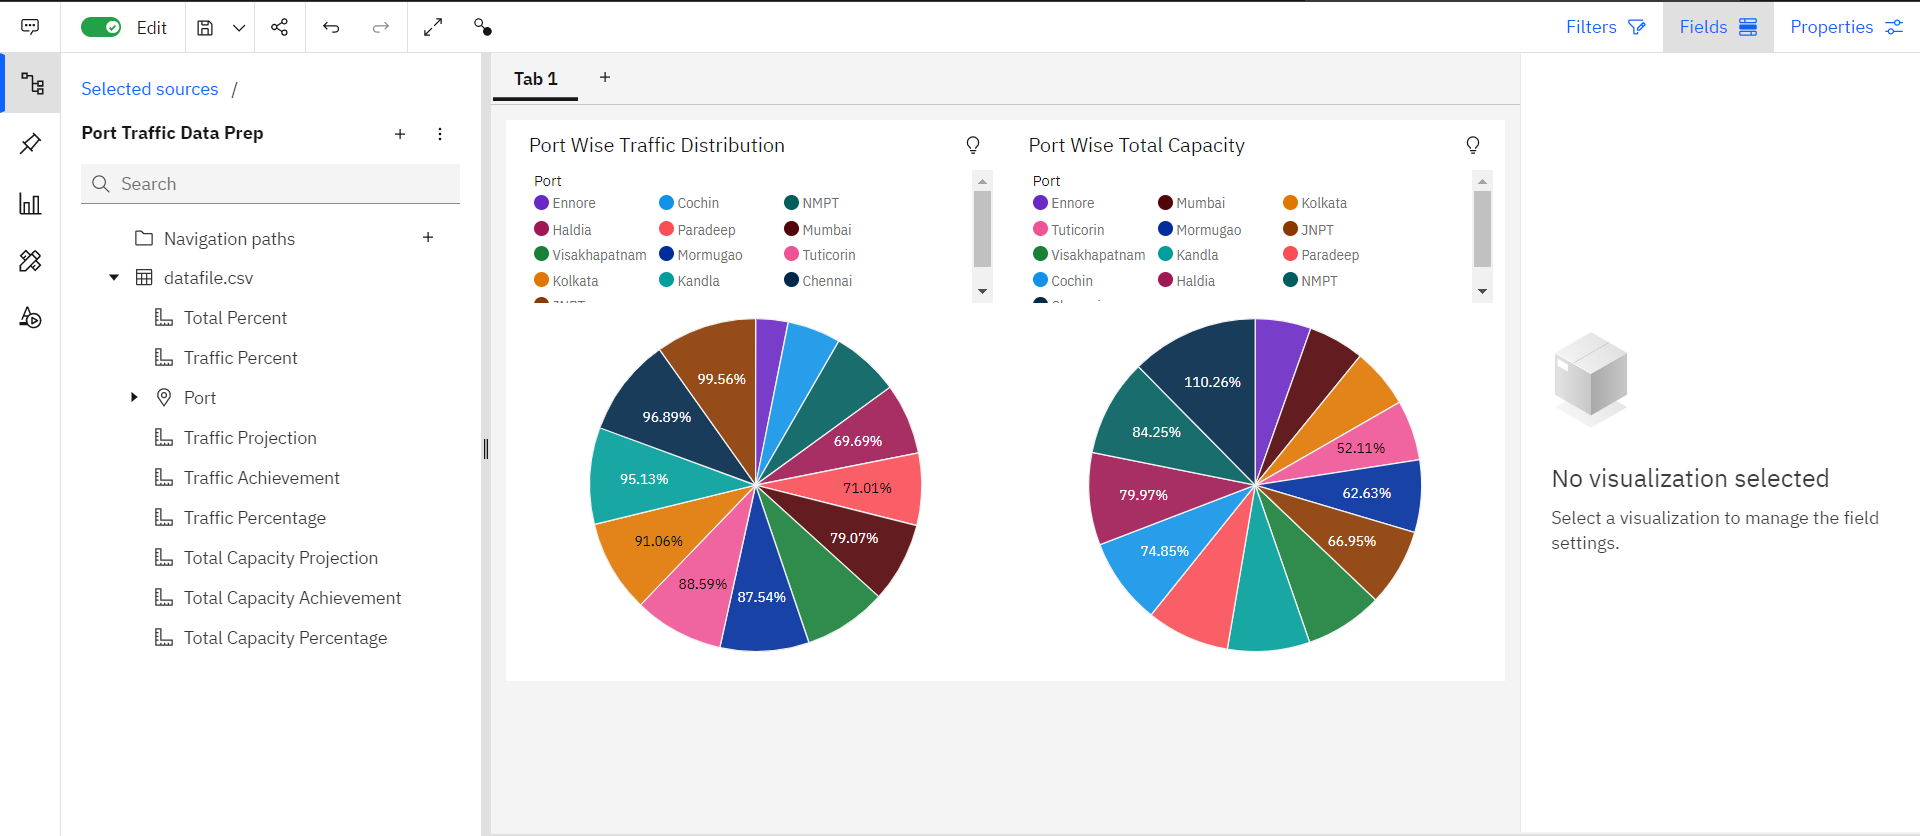 Edit
Filters
Fields
Properties
Selected sources /
Port Traffic Data Prep
Search
Navigation paths
datafile.csv
Total Percent
Traffic Percent
Port
Traffic Projection
Traffic Achievement
Traffic Percentage
Total Capacity Projection
Total Capacity Achievement
Total Capacity Percentage
Tab 1
Port Wise Traffic Distribution
Port
Ennore Cochin NMPT
Haldia Paradeep Mumbai
Visakhapatnam Mormugao Tuticorin
Kolkata Kandla Chennai
99.56%
96.89%
69.69%
95.13%
71.01%
91.06%
79.07%
88.59%
87.54%
Port Wise Total Capacity
Port
Ennore Mumbai Kolkata
Tuticorin Mormugao JNPT
Visakhapatnam Kandla Paradeep
Cochin Haldia NMPT
110.26%
84.25%
52.11%
79.97%
62.63%
74.85%
66.95%
No visualization selected
Select a visualization to manage the field
settings.